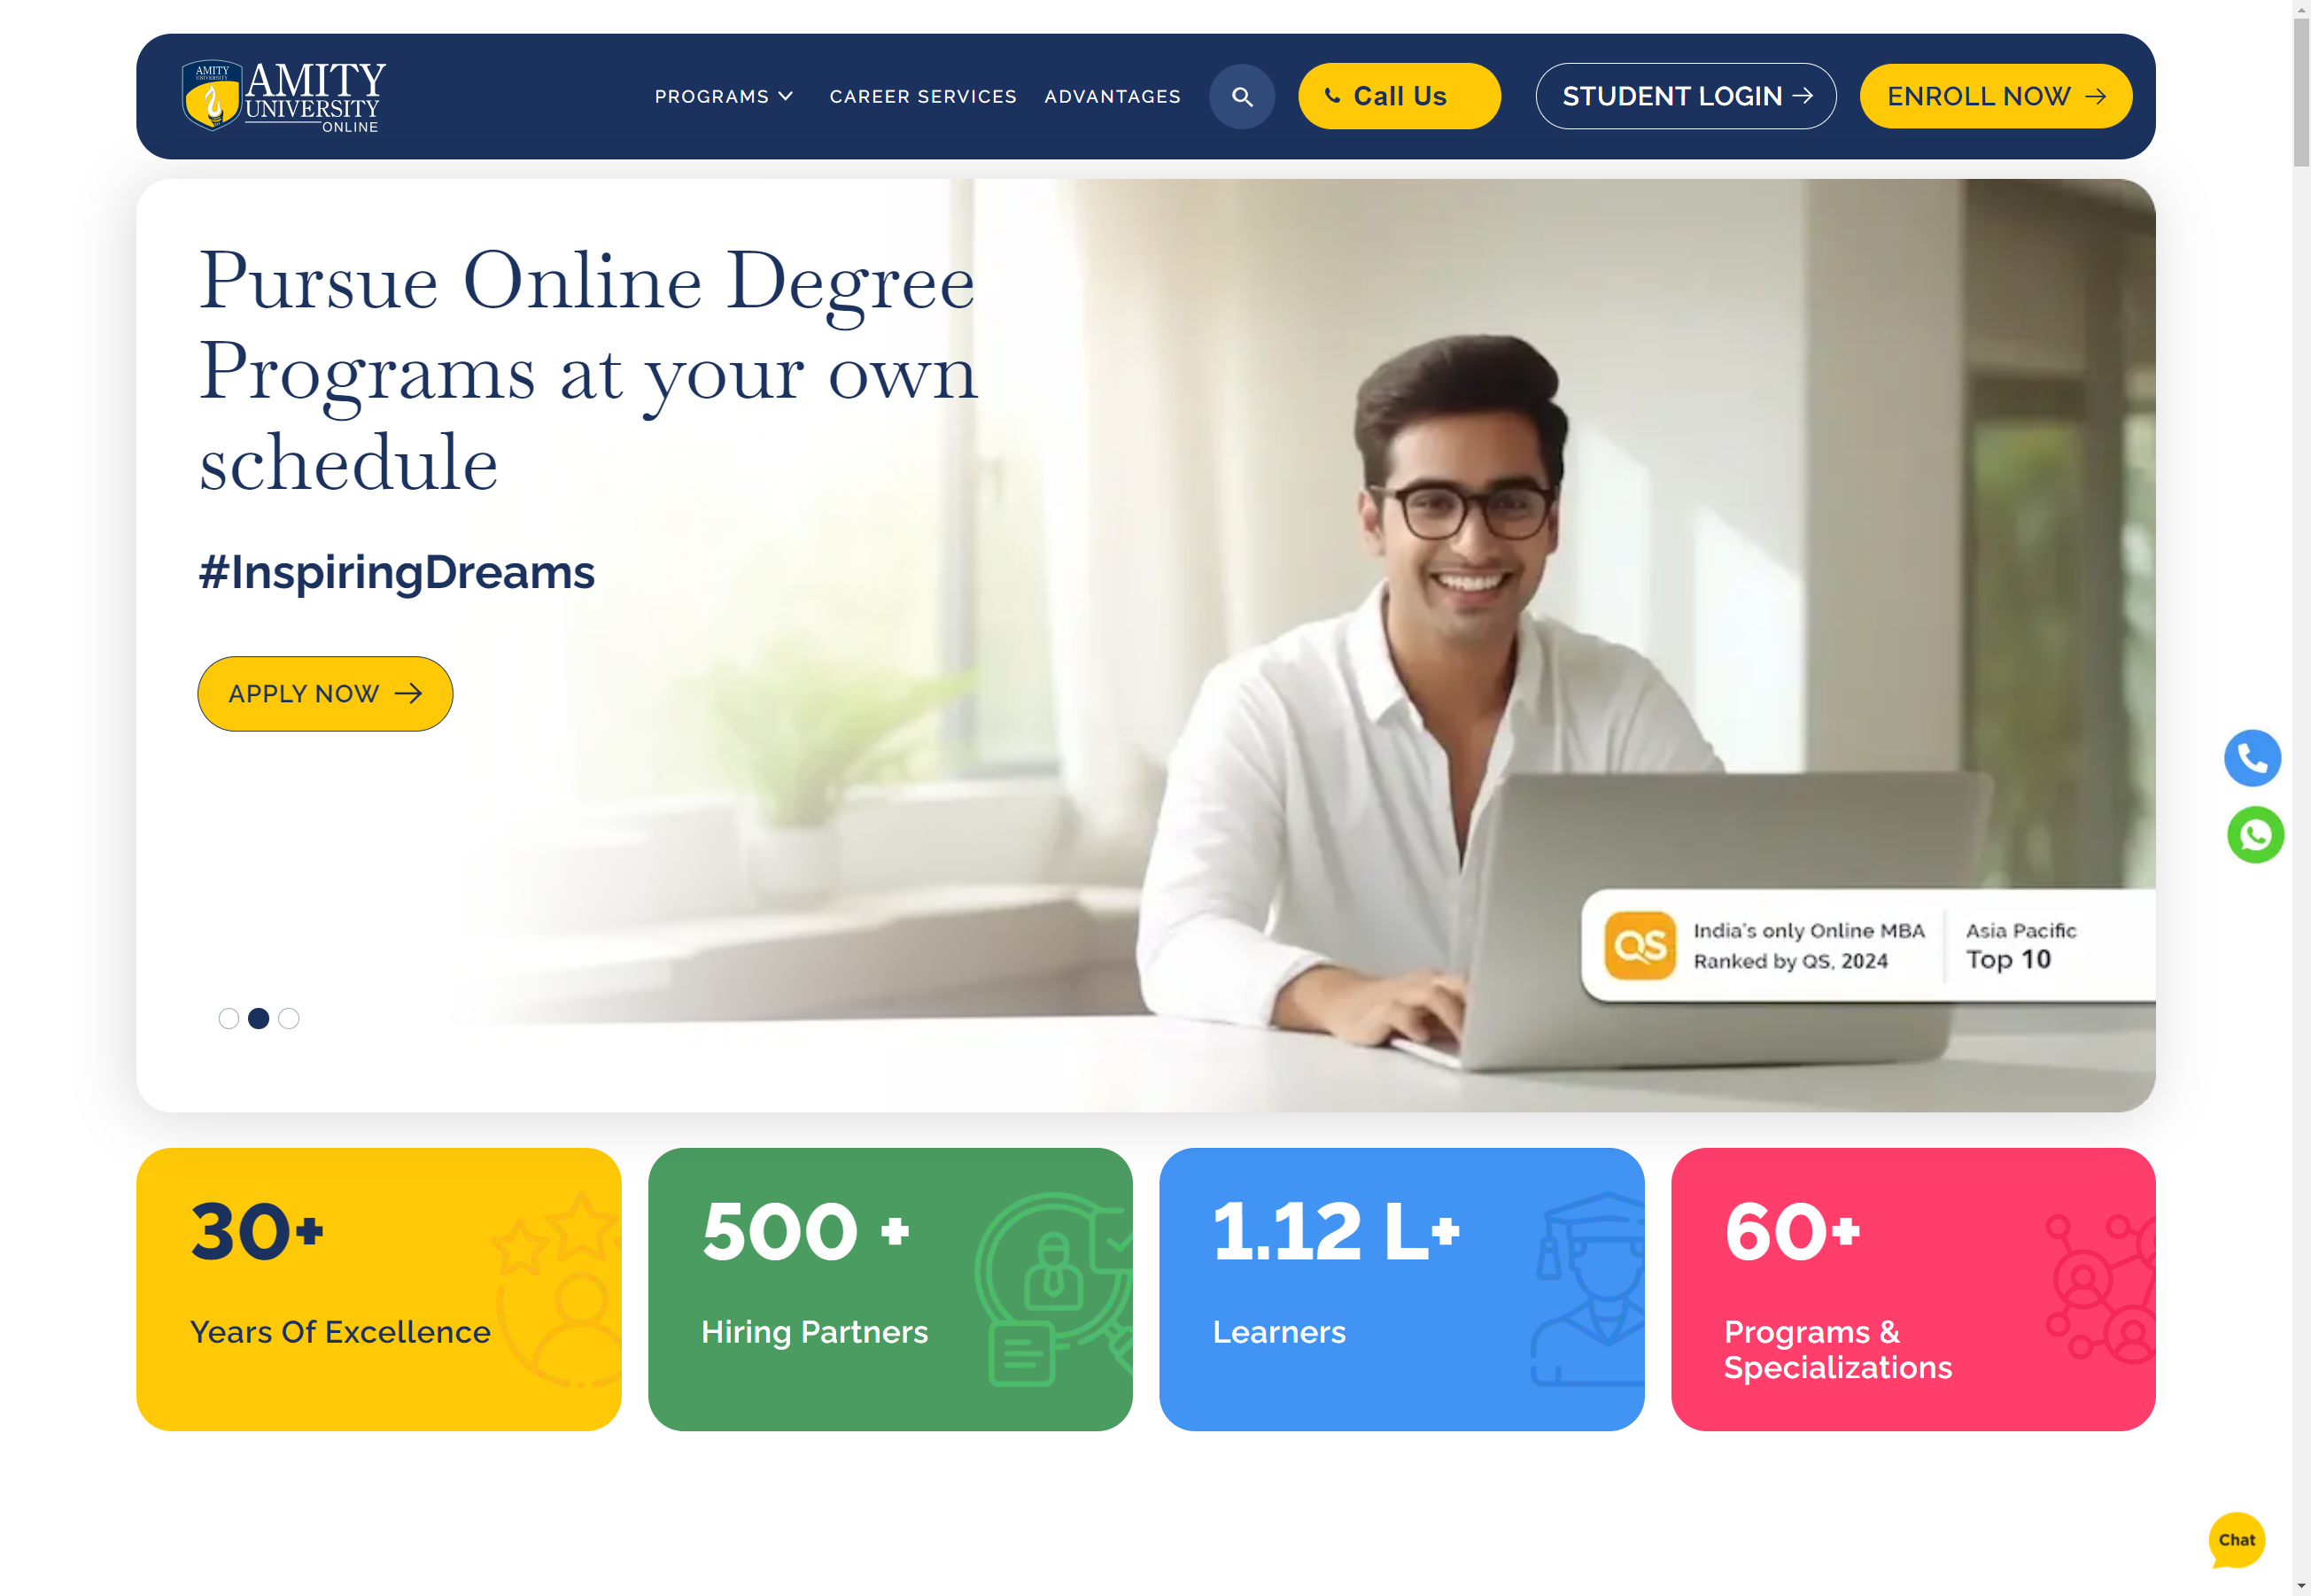 AMITY
UNIVERSITY
AMITY
UNIVERSITY
ONLINE
PROGRAMS
CAREER SERVICES
ADVANTAGES
Call Us
STUDENT LOGIN
ENROLL NOW
Pursue Online Degree
Programs at your own
schedule
#InspiringDreams
APPLY NOW
QS
India's only Online MBA
Ranked by QS, 2024
Asia Pacific
Top 10
30+
Years Of Excellence
500 +
Hiring Partners
1.12 L+
Learners
60+
Programs &
Specializations
Chat